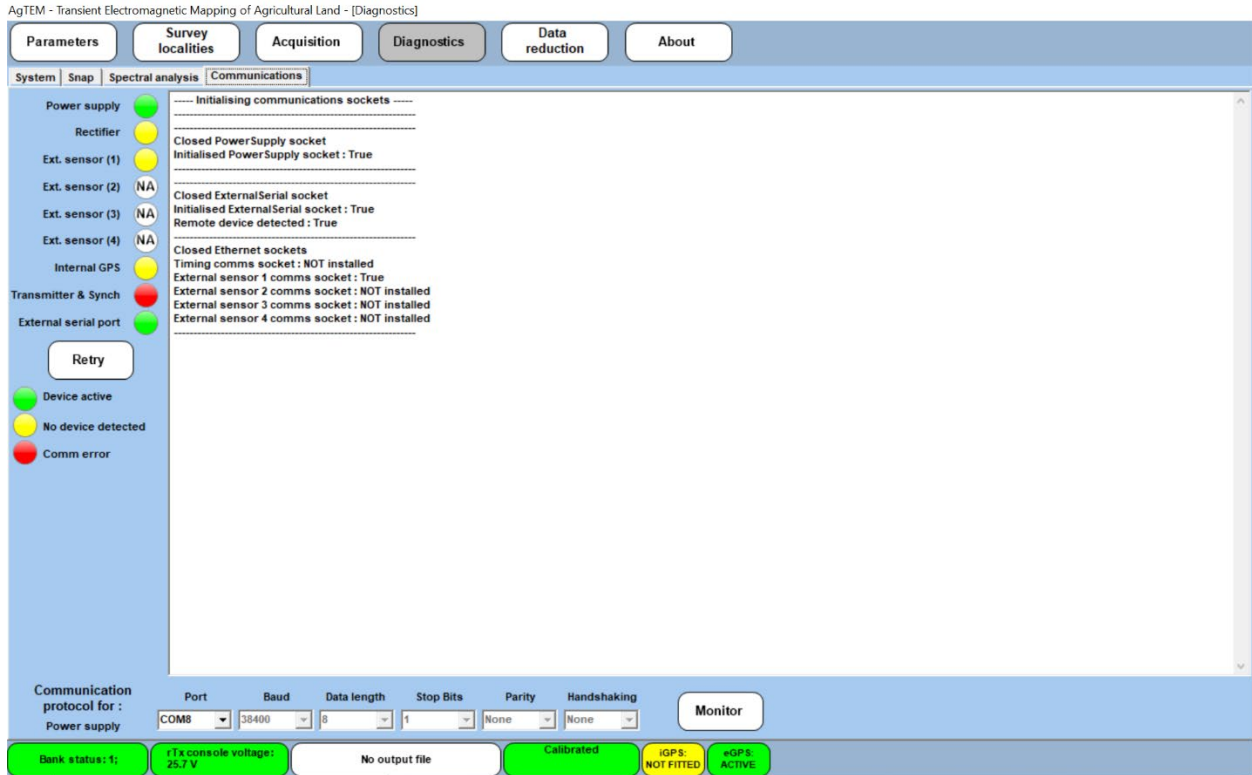 AgTEM - Transient Electromagnetic Mapping of Agricultural Land - [Diagnostics]
Parameters
Survey
localities
Acquisition
Diagnostics
Data
reduction
About
System
Snap
Spectral analysis
Communications
Power supply
Rectifier
Ext. sensor (1)
Ext. sensor (2) NA
Ext. sensor (3) NA
Ext. sensor (4) NA
Internal GPS
Transmitter & Synch
External serial port
Retry
Device active
No device detected
Comm error
----- Initialising communications sockets -----
--------------------------------------------------------------
--------------------------------------------------------------
Closed PowerSupply socket
Initialised PowerSupply socket : True
--------------------------------------------------------------
--------------------------------------------------------------
Closed ExternalSerial socket
Initialised ExternalSerial socket : True
Remote device detected : True
--------------------------------------------------------------
Closed Ethernet sockets
Timing comms socket : NOT installed
External sensor 1 comms socket : True
External sensor 2 comms socket : NOT installed
External sensor 3 comms socket : NOT installed
External sensor 4 comms socket : NOT installed
--------------------------------------------------------------
Communication
protocol for :
Power supply
Port
COM8
Baud
38400
Data length
8
Stop Bits
1
Parity
None
Handshaking
None
Monitor
Bank status: 1;
rTx console voltage:
25.7 V
No output file
Calibrated
iGPS:
NOT FITTED
eGPS:
ACTIVE